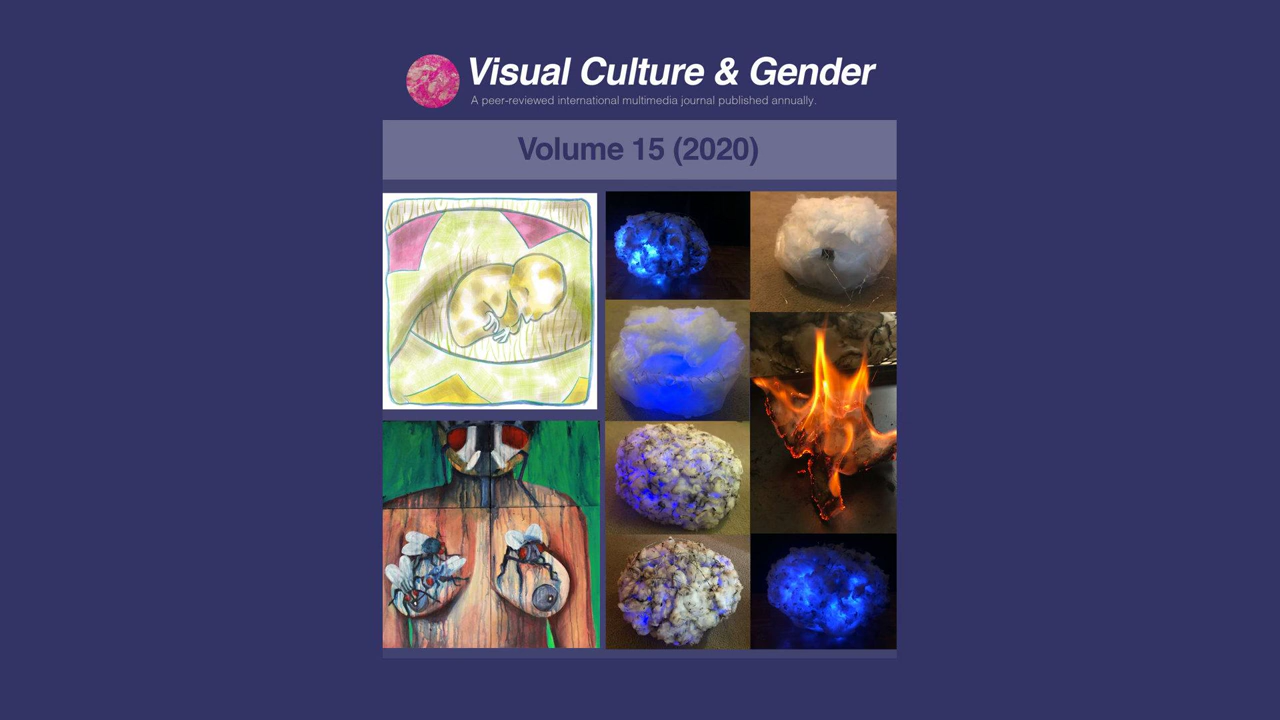 Visual Culture & Gender
A peer-reviewed international multimedia journal published annually.
Volume 15 (2020)